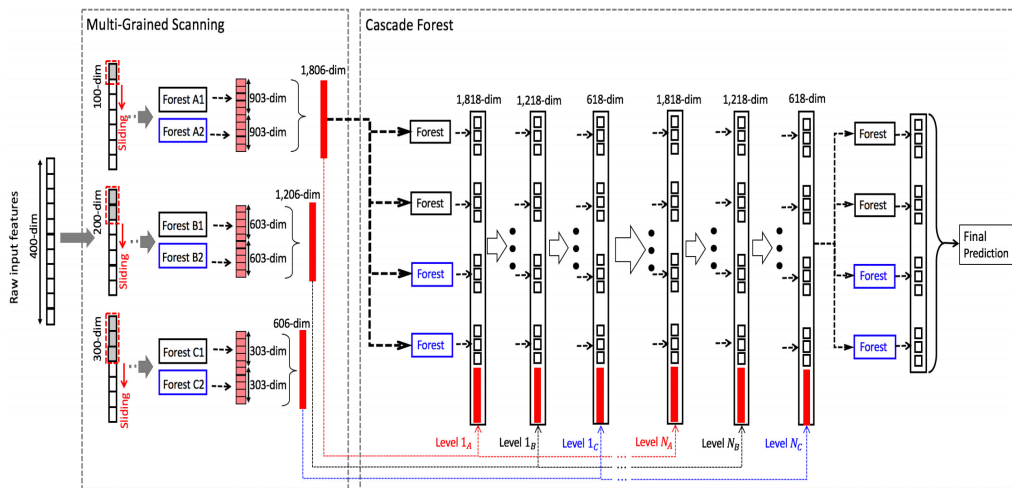 Multi-Grained Scanning
Cascade Forest
Raw input features
400-dim
100-dim
Sliding
Forest A1
Forest A2
903-dim
903-dim
1,806-dim
200-dim
Sliding
Forest B1
Forest B2
603-dim
603-dim
1,206-dim
300-dim
Sliding
Forest C1
Forest C2
303-dim
303-dim
606-dim
Forest
Forest
Forest
Forest
1,818-dim
1,218-dim
618-dim
1,818-dim
1,218-dim
618-dim
...
...
...
Level 1A
Level 1B
Level 1C
Level NA
Level NB
Level NC
Forest
Forest
Forest
Forest
Final
Prediction